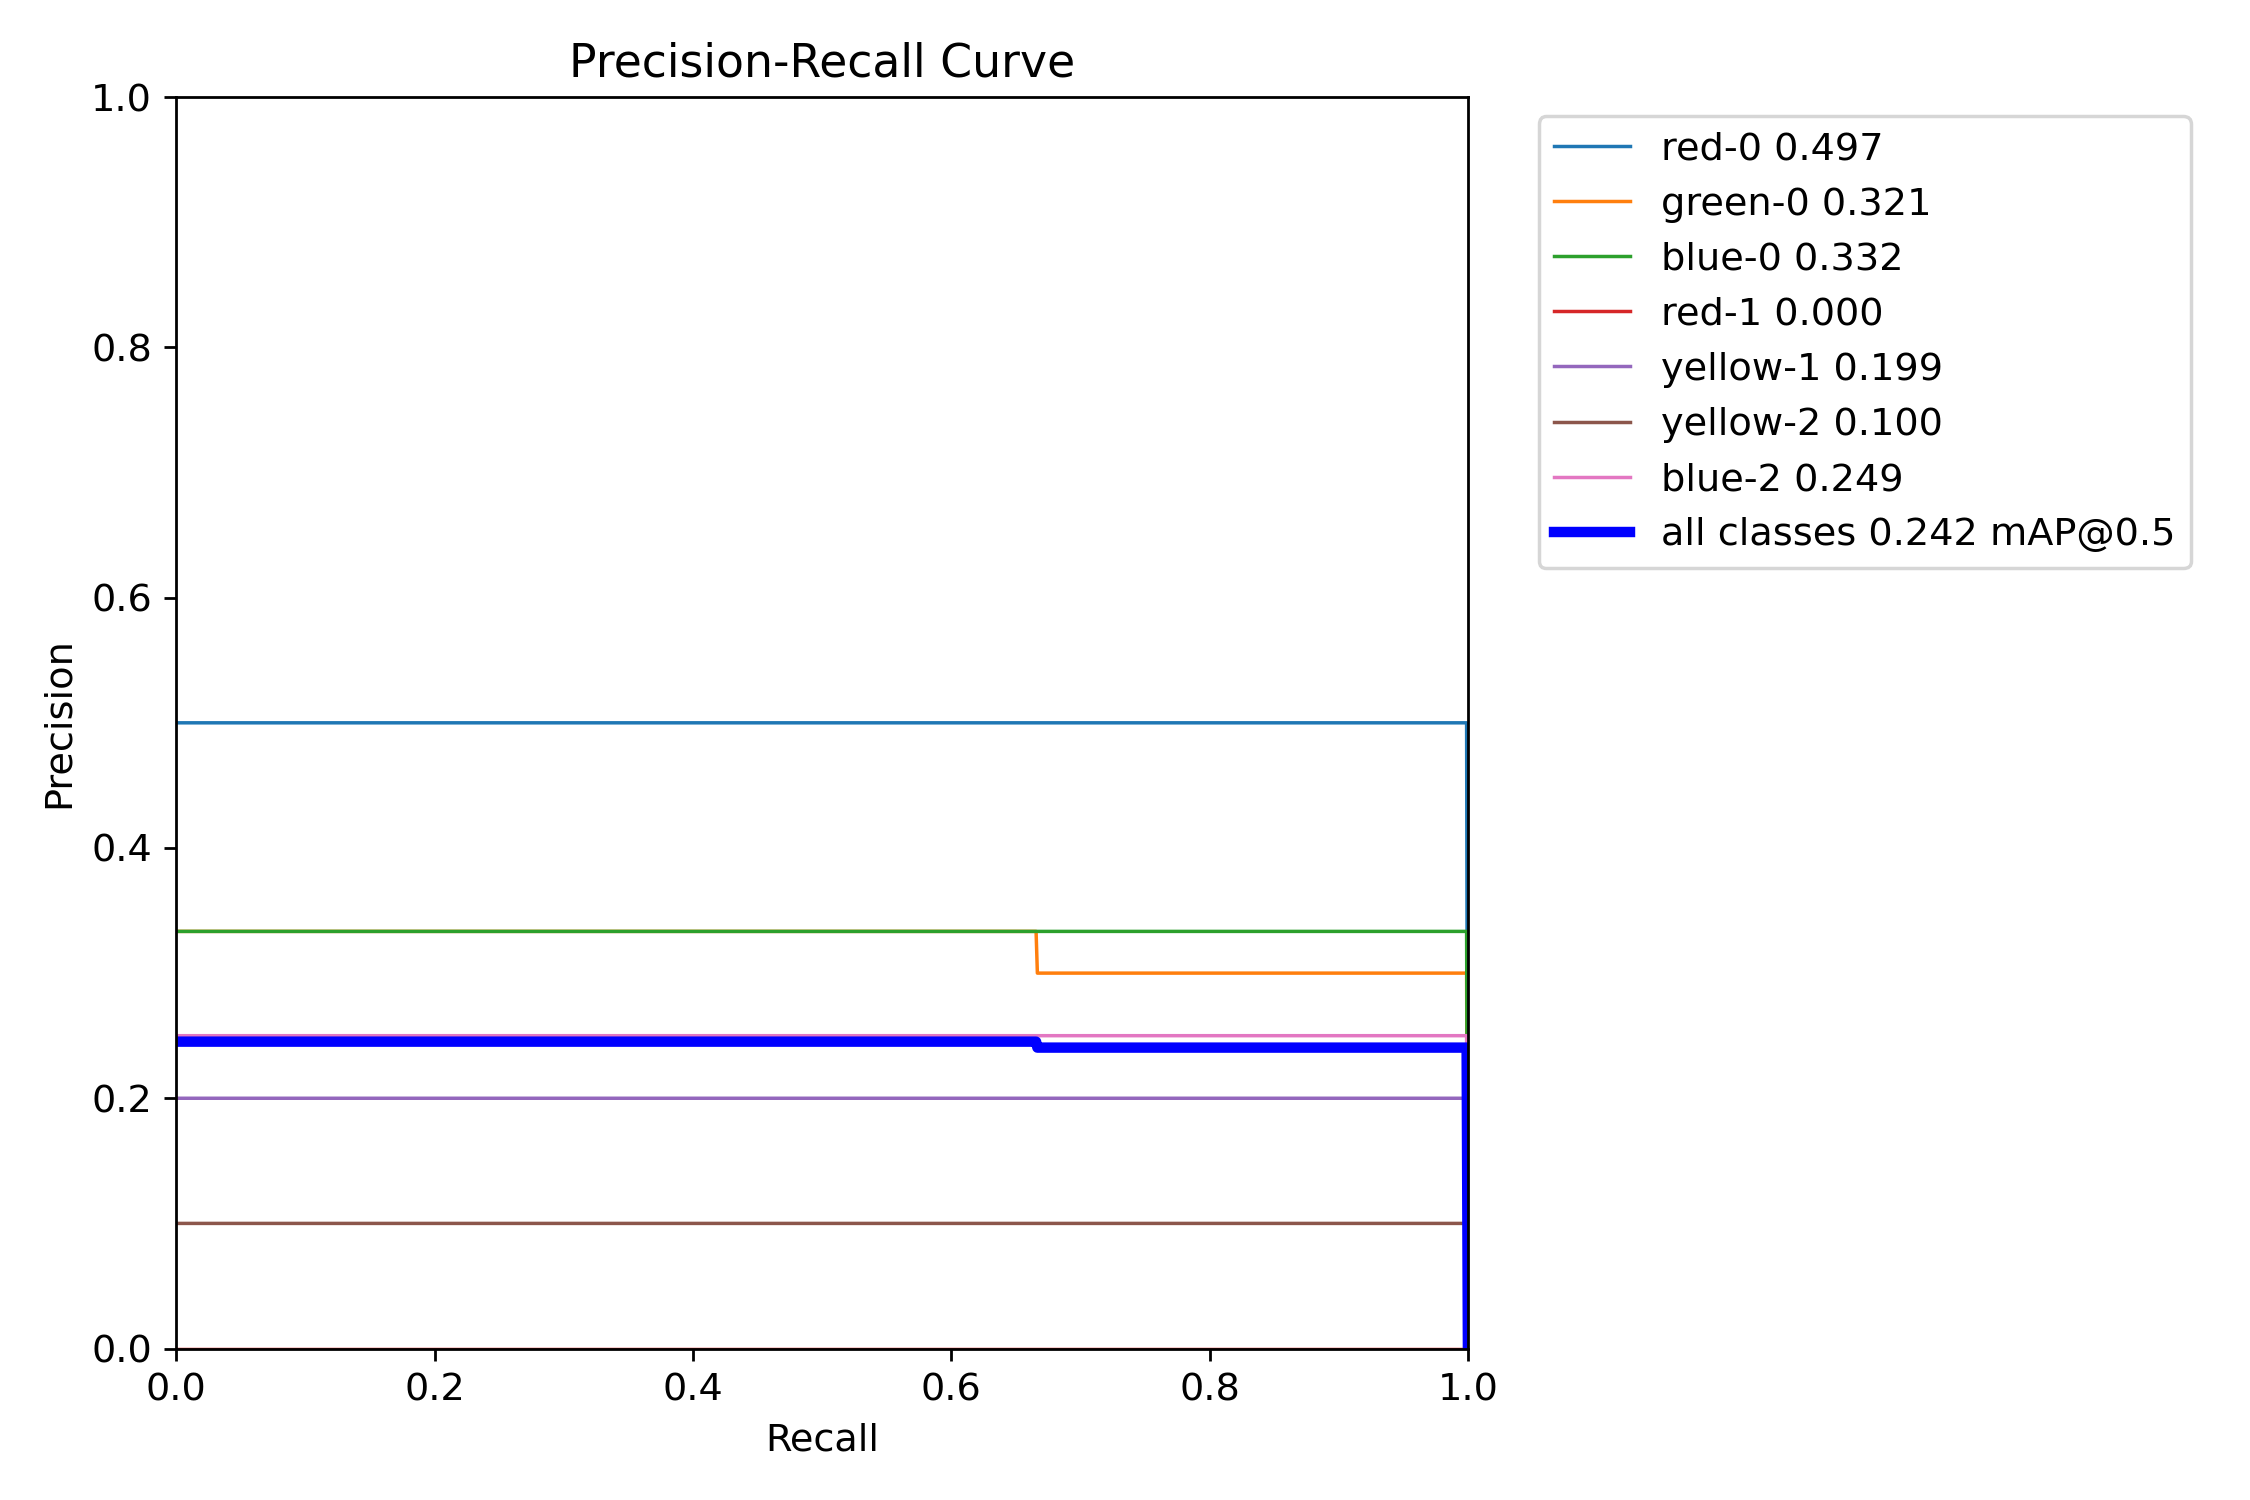 Precision-Recall Curve
1.0
0.8
0.6
0.4
0.2
0.0
Precision
0.0 0.2 0.4 0.6 0.8 1.0
Recall
red-0 0.497
green-0 0.321
blue-0 0.332
red-1 0.000
yellow-1 0.199
yellow-2 0.100
blue-2 0.249
all classes 0.242 mAP@0.5